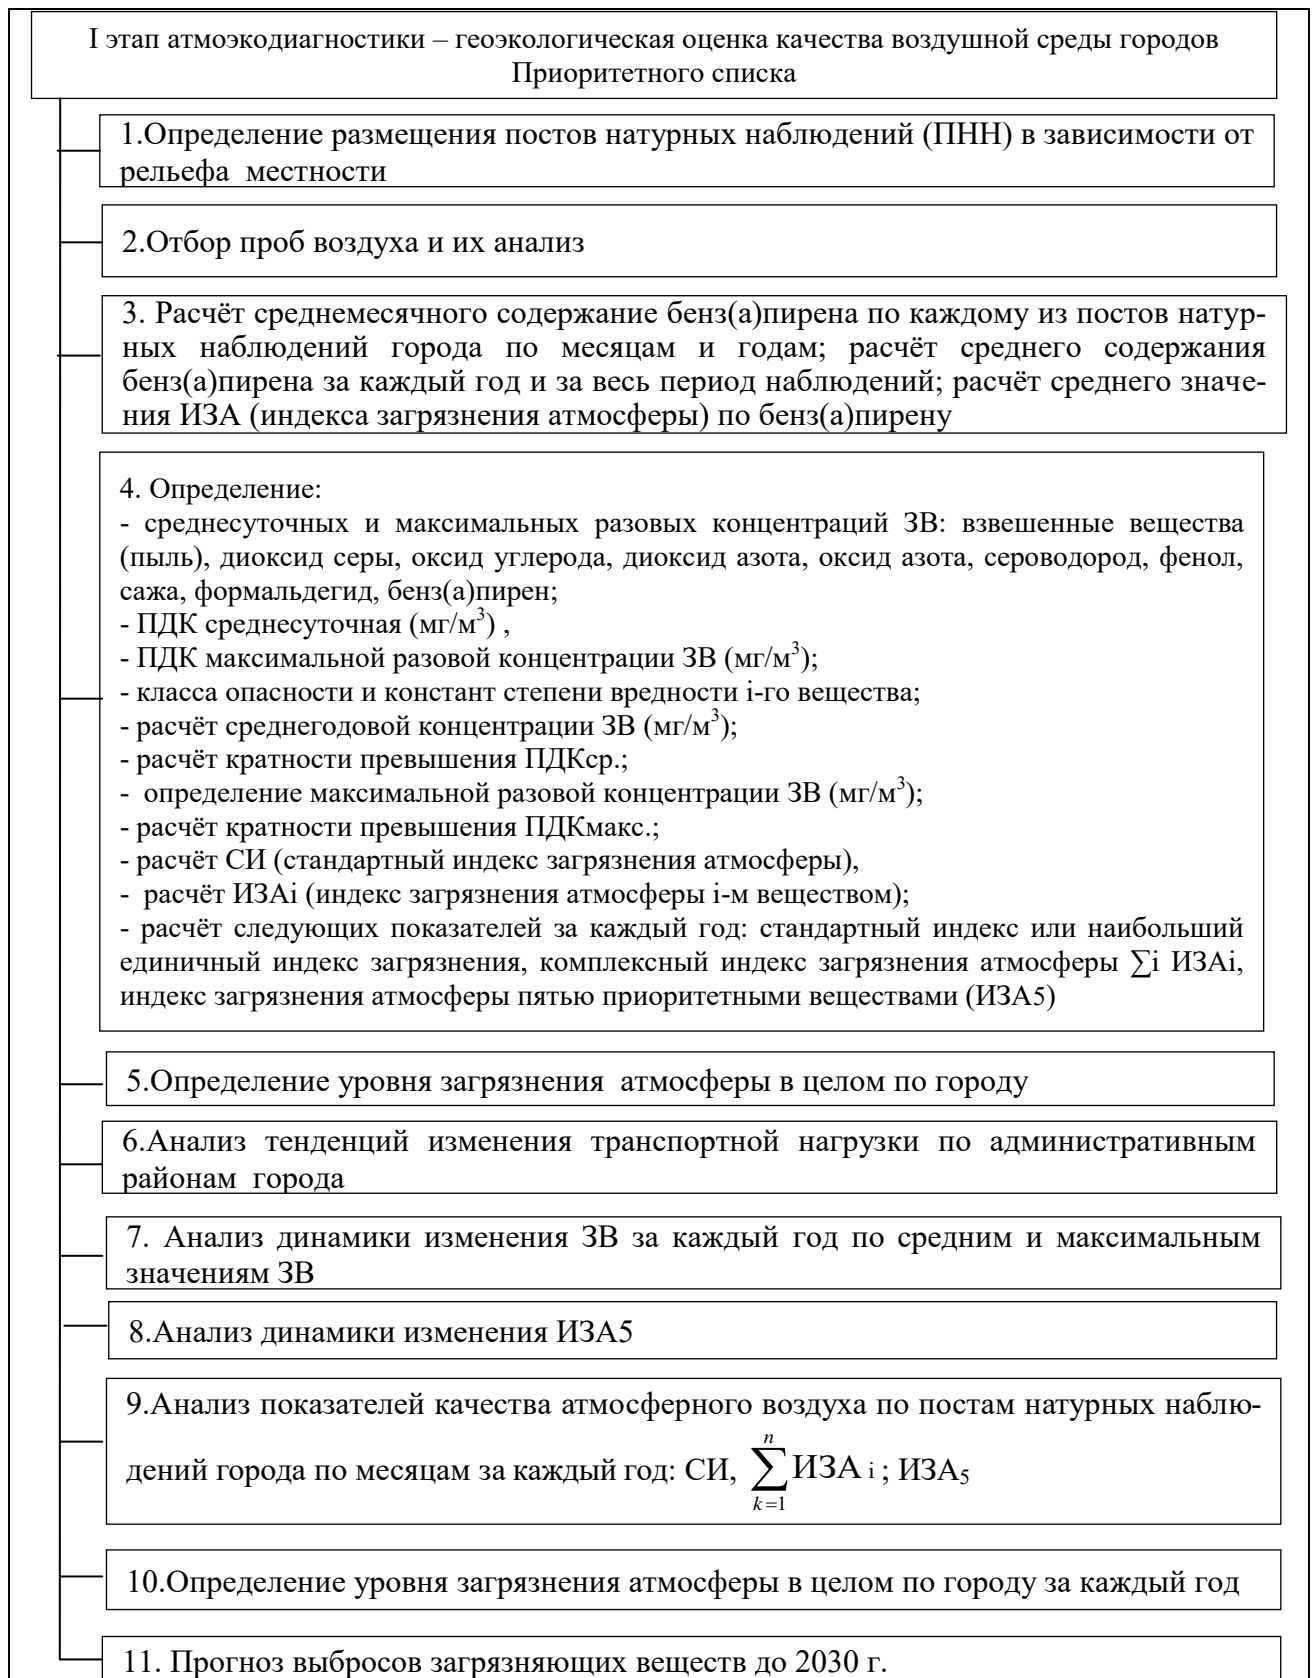 I этап атмоэкодиагностики – геоэкологическая оценка качества воздушной среды городов
Приоритетного списка
1.Определение размещения постов натурных наблюдений (ПНН) в зависимости от
рельефа местности
2.Отбор проб воздуха и их анализ
3. Расчёт среднемесячного содержание бенз(а)пирена по каждому из постов натур-
ных наблюдений города по месяцам и годам; расчёт среднего содержания
бенз(а)пирена за каждый год и за весь период наблюдений; расчёт среднего значе-
ния ИЗА (индекса загрязнения атмосферы) по бенз(а)пирену
4. Определение:
- среднесуточных и максимальных разовых концентраций ЗВ: взвешенные вещества
(пыль), диоксид серы, оксид углерода, диоксид азота, оксид азота, сероводород, фенол,
сажа, формальдегид, бенз(а)пирен;
- ПДК среднесуточная (мг/м³) ,
- ПДК максимальной разовой концентрации ЗВ (мг/м³);
- класса опасности и констант степени вредности i-го вещества;
- расчёт среднегодовой концентрации ЗВ (мг/м³);
- расчёт кратности превышения ПДКср.;
- определение максимальной разовой концентрации ЗВ (мг/м³);
- расчёт кратности превышения ПДКмакс.;
- расчёт СИ (стандартный индекс загрязнения атмосферы),
- расчёт ИЗАi (индекс загрязнения атмосферы i-м веществом);
- расчёт следующих показателей за каждый год: стандартный индекс или наибольший
единичный индекс загрязнения, комплексный индекс загрязнения атмосферы ∑i ИЗАi,
индекс загрязнения атмосферы пятью приоритетными веществами (ИЗА5)
5.Определение уровня загрязнения атмосферы в целом по городу
6.Анализ тенденций изменения транспортной нагрузки по административным
районам города
7. Анализ динамики изменения ЗВ за каждый год по средним и максимальным
значениям ЗВ
8.Анализ динамики изменения ИЗА5
9.Анализ показателей качества атмосферного воздуха по постам натурных наблю-
дений города по месяцам за каждый год: СИ, $\sum_{k=1}^{n}$ ИЗА i ; ИЗА₅
10.Определение уровня загрязнения атмосферы в целом по городу за каждый год
11. Прогноз выбросов загрязняющих веществ до 2030 г.